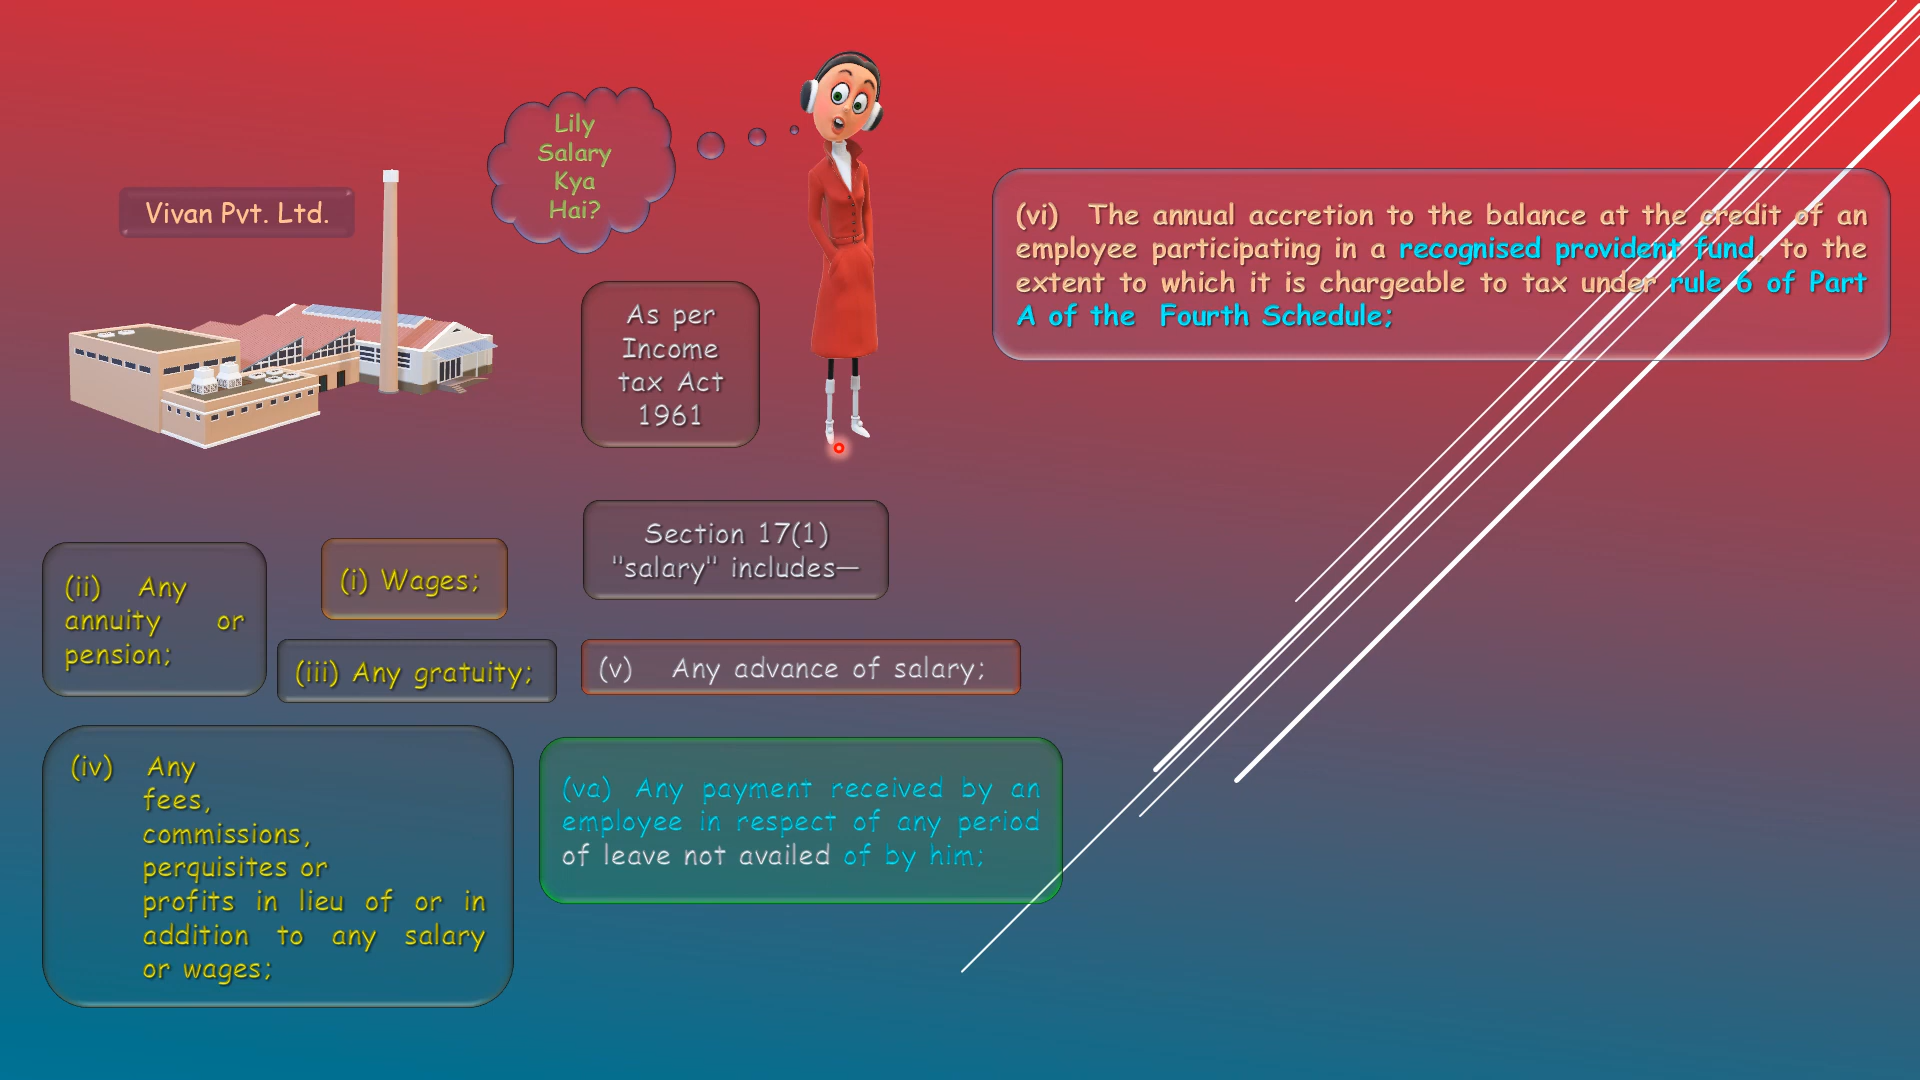 Lily
Salary
Kya
Hai?
Vivan Pvt. Ltd.
As per
Income
tax Act
1961
Section 17(1)
"salary" includes—
(i) Wages;
(ii) Any
annuity or
pension;
(iii) Any gratuity;
(iv) Any
fees,
commissions,
perquisites or
profits in lieu of or in
addition to any salary
or wages;
(v) Any advance of salary;
(va) Any payment received by an
employee in respect of any period
of leave not availed of by him;
(vi) The annual accretion to the balance at the credit of an
employee participating in a recognised provident fund, to the
extent to which it is chargeable to tax under rule 6 of Part
A of the Fourth Schedule;